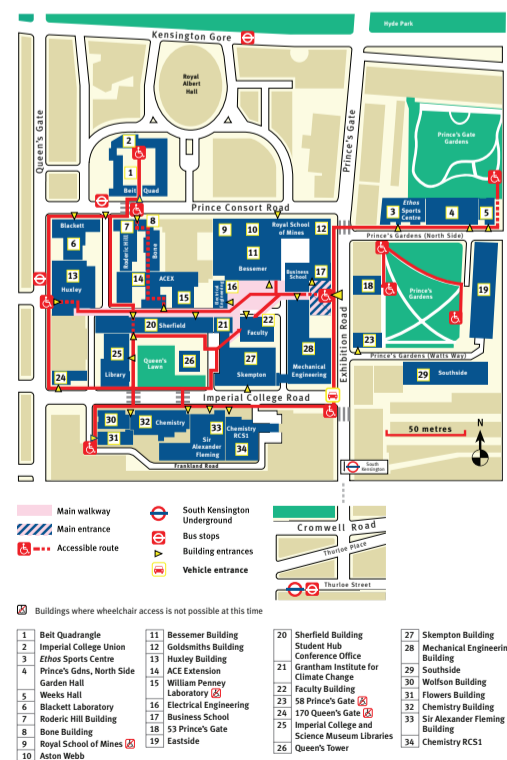 Hyde Park
Kensington Gore
Royal
Albert
Hall
Queen's Gate
Prince's Gate
Prince's Gate
Gardens
2
1
Beit Quad
Prince Consort Road
Ethos
Sports
Centre
3
4
5
Prince's Gardens (North Side)
Blackett
6
7
8
Roderic Hill
Bone
9
10
Royal School
of Mines
12
11
Bessemer
13
Huxley
14
ACEX
15
Electrical
Engineering
16
Business
School
17
18
Prince's
Gardens
19
20
Sherfield
21
22
Faculty
23
Prince's Gardens (Watts Way)
25
Library
Queen's
Lawn
26
27
Skempton
28
Mechanical
Engineering
Exhibition Road
29
Southside
24
Imperial College Road
30
31
32
Chemistry
33
Sir
Alexander
Fleming
Chemistry
RCS1
34
Frankland Road
50 metres
N
South
Kensington
Main walkway
Main entrance
Accessible route
South Kensington
Underground
Bus stops
Building entrances
Vehicle entrance
Cromwell Road
Thurloe Place
Thurloe Street
Buildings where wheelchair access is not possible at this time
1 Beit Quadrangle
2 Imperial College Union
3 Ethos Sports Centre
4 Prince's Gdns, North Side
Garden Hall
5 Weeks Hall
6 Blackett Laboratory
7 Roderic Hill Building
8 Bone Building
9 Royal School of Mines
10 Aston Webb
11 Bessemer Building
12 Goldsmiths Building
13 Huxley Building
14 ACE Extension
15 William Penney
Laboratory
16 Electrical Engineering
17 Business School
18 53 Prince's Gate
19 Eastside
20 Sherfield Building
Student Hub
Conference Office
21 Grantham Institute for
Climate Change
22 Faculty Building
23 58 Prince's Gate
24 170 Queen's Gate
25 Imperial College and
Science Museum Libraries
26 Queen's Tower
27 Skempton Building
28 Mechanical Engineering
Building
29 Southside
30 Wolfson Building
31 Flowers Building
32 Chemistry Building
33 Sir Alexander Fleming
Building
34 Chemistry RCS1